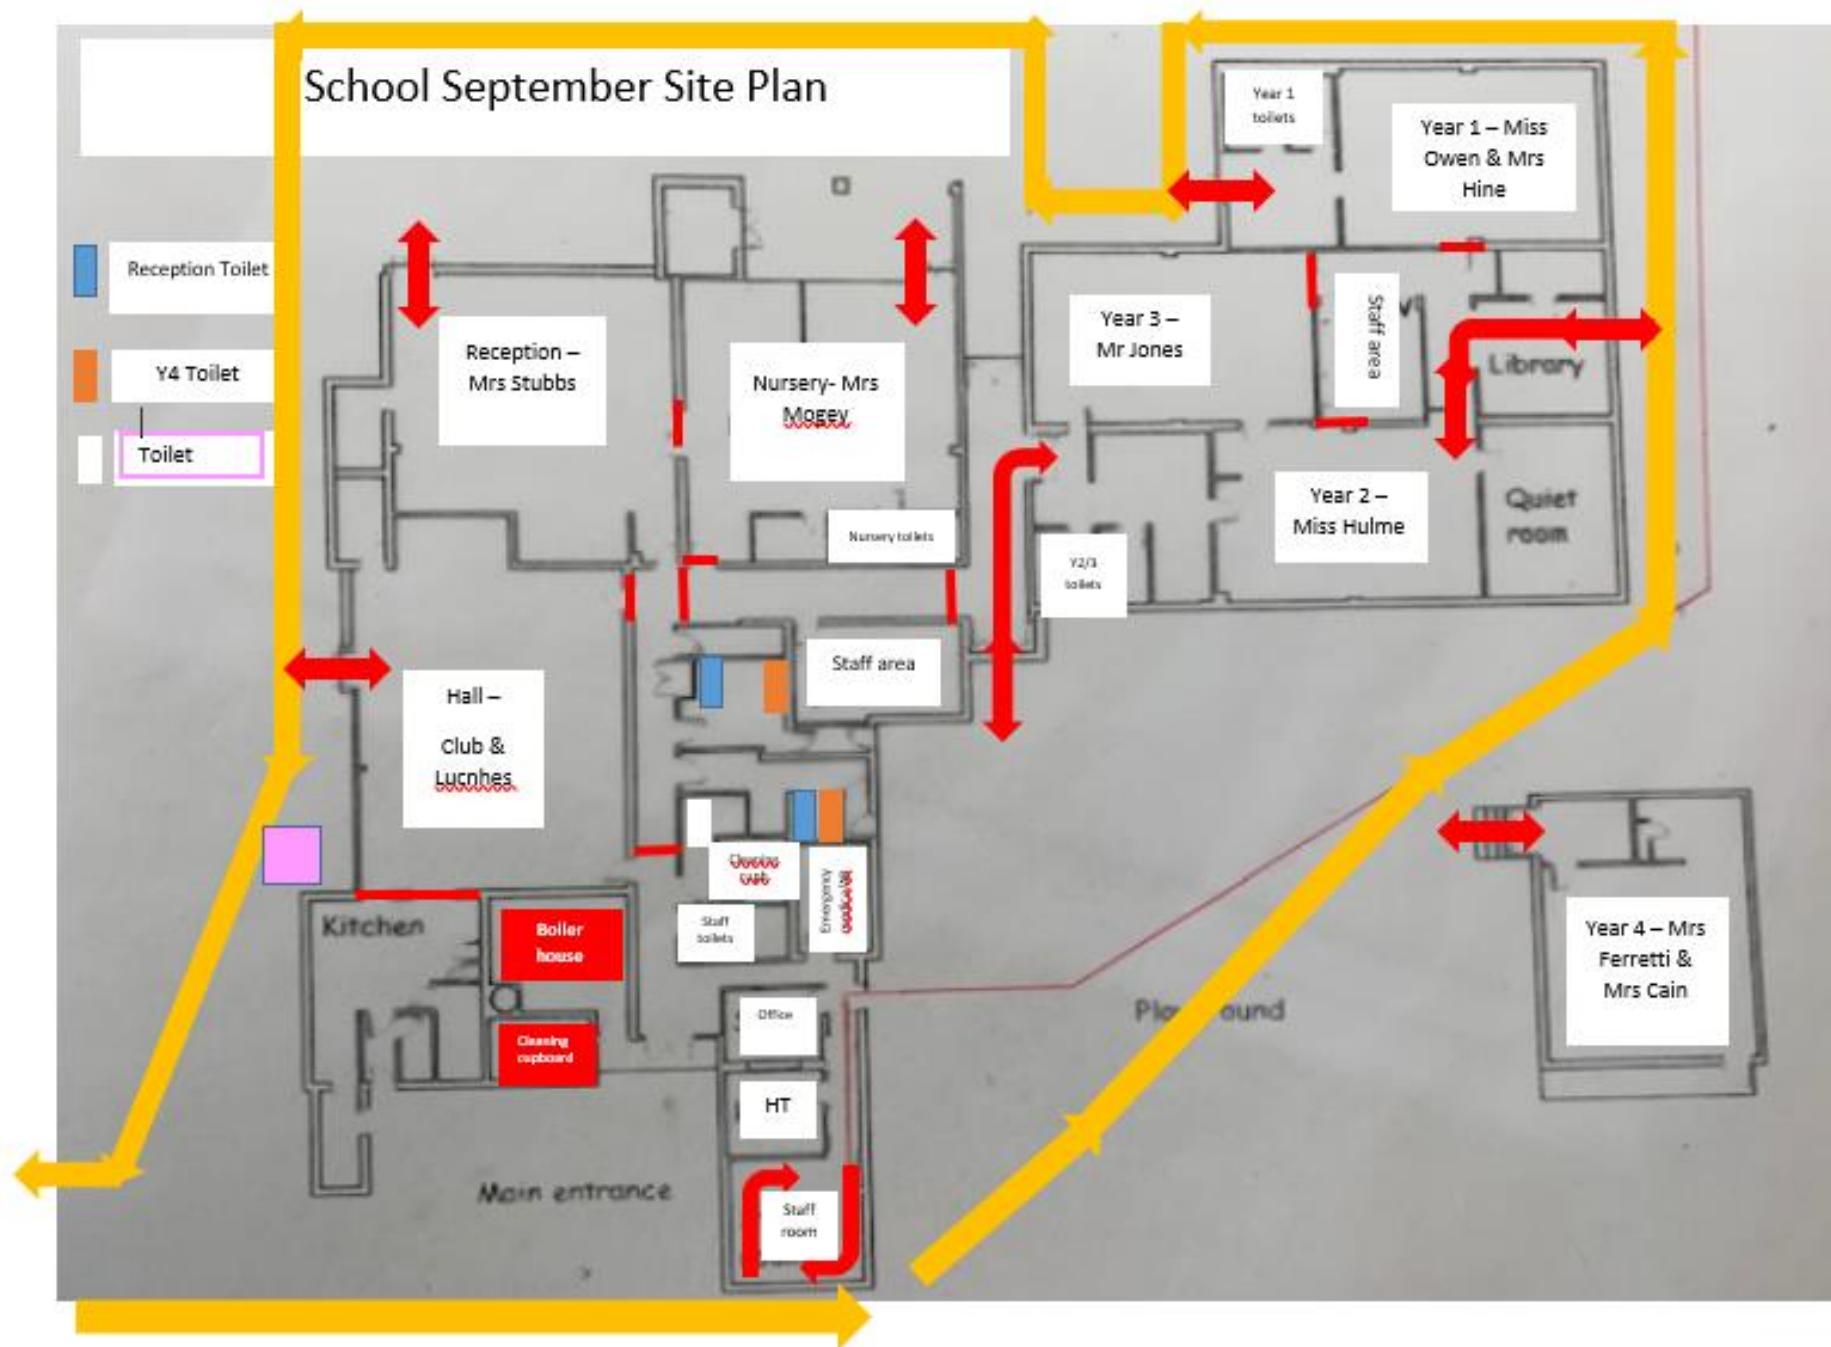 School September Site Plan
Year 1
toilets
Year 1 – Miss
Owen & Mrs
Hine
Reception Toilet
Y4 Toilet
Toilet
Reception –
Mrs Stubbs
Nursery- Mrs
Mogey
Nursery toilets
Year 3 –
Mr Jones
Staff area
Library
Year 2 –
Miss Hulme
Quiet
room
Y2/3
toilets
Staff area
Hall –
Club &
Lucnhes
Cleaning
cupb
Emergency
Staff
toilets
Kitchen
Boiler
house
Cleaning
cupboard
Office
HT
Staff
room
Main entrance
Year 4 – Mrs
Ferretti &
Mrs Cain